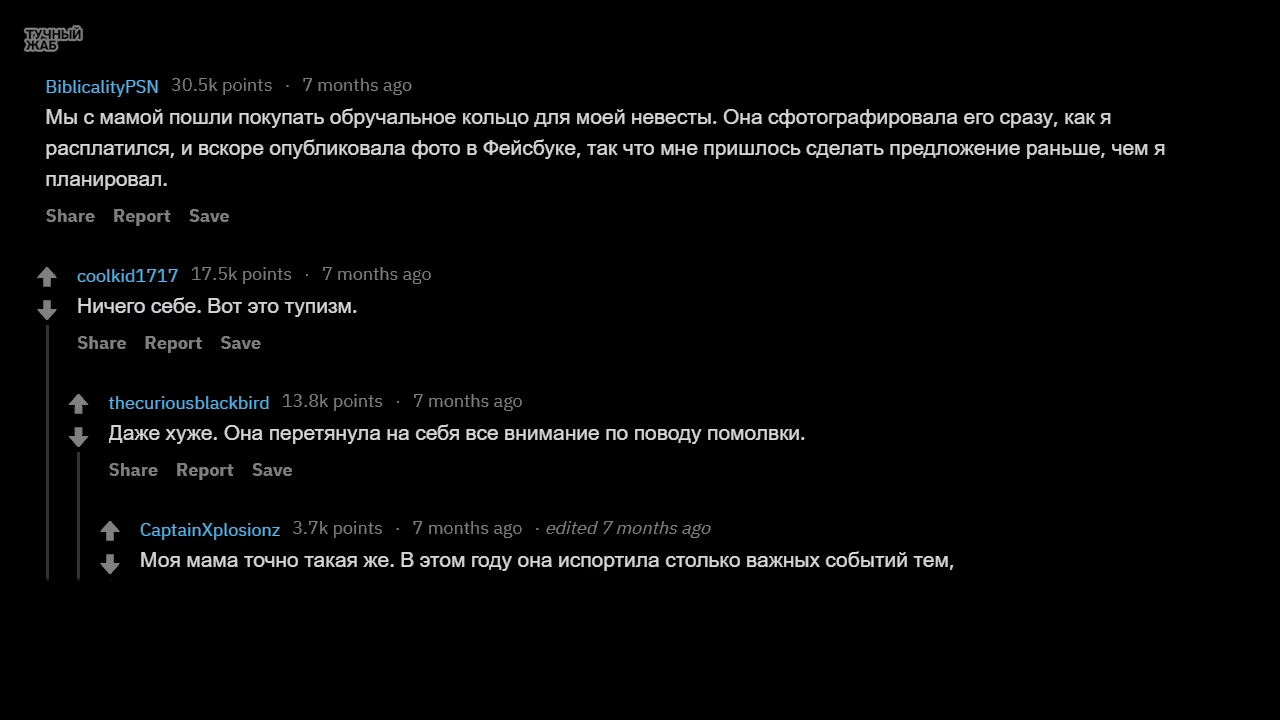 ТУЧНЫЙ
ЖАБ
BiblicalityPSN 30.5k points · 7 months ago
Мы с мамой пошли покупать обручальное кольцо для моей невесты. Она сфотографировала его сразу, как я
расплатился, и вскоре опубликовала фото в Фейсбуке, так что мне пришлось сделать предложение раньше, чем я
планировал.
Share Report Save
coolkid1717 17.5k points · 7 months ago
Ничего себе. Вот это тупизм.
Share Report Save
thecuriousblackbird 13.8k points · 7 months ago
Даже хуже. Она перетянула на себя все внимание по поводу помолвки.
Share Report Save
CaptainXplosionz 3.7k points · 7 months ago · edited 7 months ago
Моя мама точно такая же. В этом году она испортила столько важных событий тем,